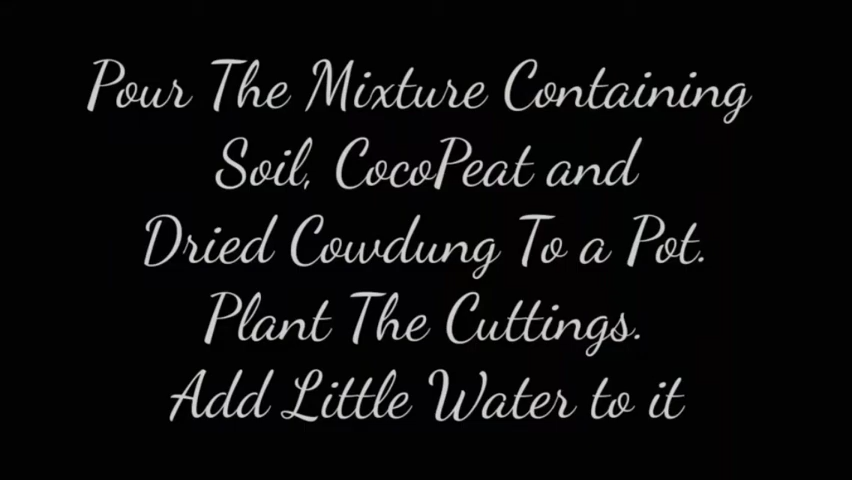 Pour The Mixture Containing
Soil, CocoPeat and
Dried Cowdung To a Pot.
Plant The Cuttings.
Add Little Water to it